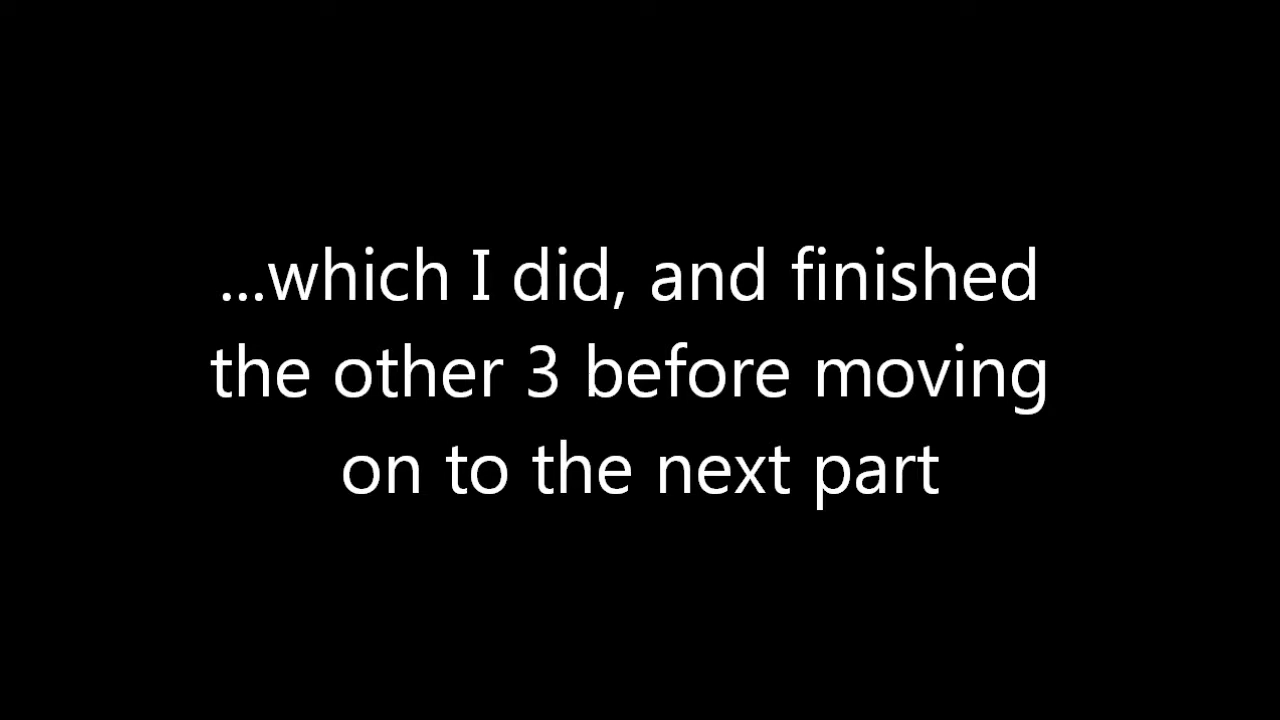 ...which I did, and finished
the other 3 before moving
on to the next part